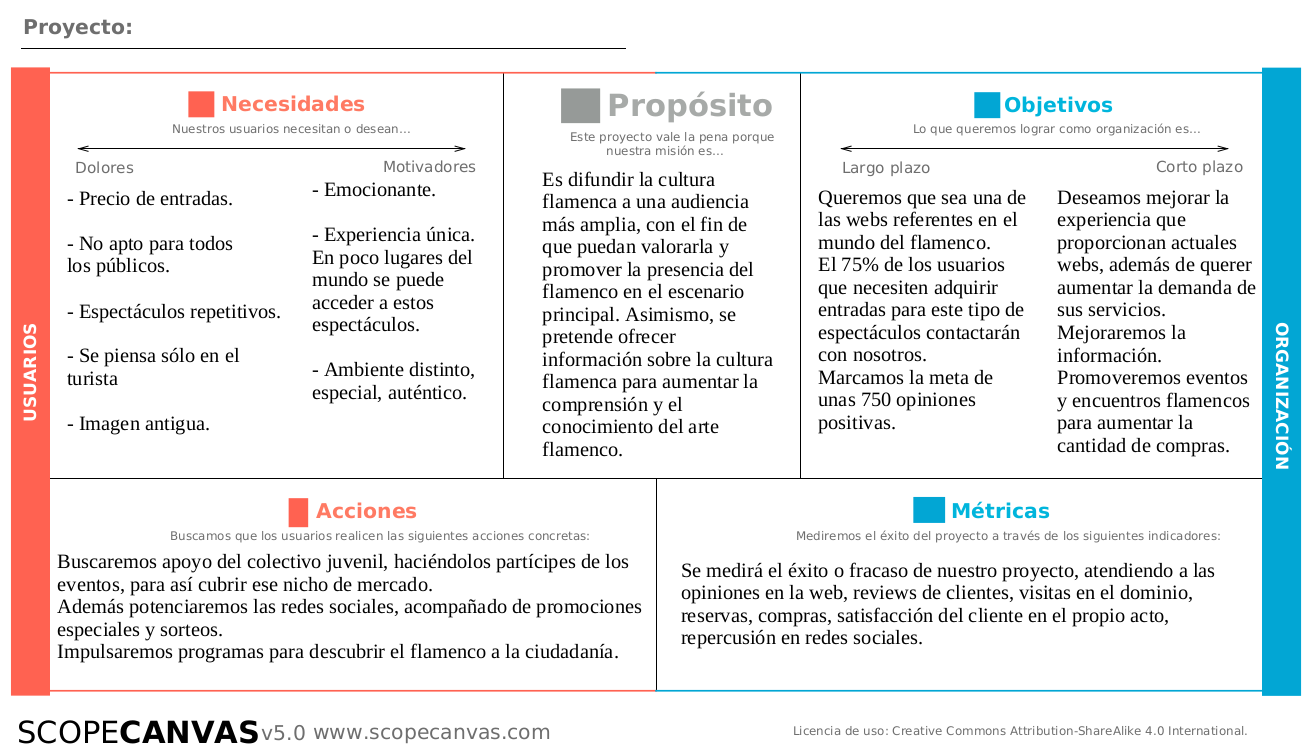 Proyecto:
USUARIOS
Necesidades
Nuestros usuarios necesitan o desean...
Dolores
Motivadores
- Precio de entradas.
- No apto para todos
los públicos.
- Espectáculos repetitivos.
- Se piensa sólo en el
turista
- Imagen antigua.
- Emocionante.
- Experiencia única.
En poco lugares del
mundo se puede
acceder a estos
espectáculos.
- Ambiente distinto,
especial, auténtico.
Propósito
Este proyecto vale la pena porque
nuestra misión es...
Es difundir la cultura
flamenca a una audiencia
más amplia, con el fin de
que puedan valorarla y
promover la presencia del
flamenco en el escenario
principal. Asimismo, se
pretende ofrecer
información sobre la cultura
flamenca para aumentar la
comprensión y el
conocimiento del arte
flamenco.
Objetivos
Lo que queremos lograr como organización es...
Largo plazo
Corto plazo
Queremos que sea una de
las webs referentes en el
mundo del flamenco.
El 75% de los usuarios
que necesiten adquirir
entradas para este tipo de
espectáculos contactarán
con nosotros.
Marcamos la meta de
unas 750 opiniones
positivas.
Deseamos mejorar la
experiencia que
proporcionan actuales
webs, además de querer
aumentar la demanda de
sus servicios.
Mejoraremos la
información.
Promoveremos eventos
y encuentros flamencos
para aumentar la
cantidad de compras.
ORGANIZACIÓN
Acciones
Buscamos que los usuarios realicen las siguientes acciones concretas:
Buscaremos apoyo del colectivo juvenil, haciéndolos partícipes de los
eventos, para así cubrir ese nicho de mercado.
Además potenciaremos las redes sociales, acompañado de promociones
especiales y sorteos.
Impulsaremos programas para descubrir el flamenco a la ciudadanía.
Métricas
Mediremos el éxito del proyecto a través de los siguientes indicadores:
Se medirá el éxito o fracaso de nuestro proyecto, atendiendo a las
opiniones en la web, reviews de clientes, visitas en el dominio,
reservas, compras, satisfacción del cliente en el propio acto,
repercusión en redes sociales.
SCOPECANVAS v5.0 www.scopecanvas.com
Licencia de uso: Creative Commons Attribution-ShareAlike 4.0 International.